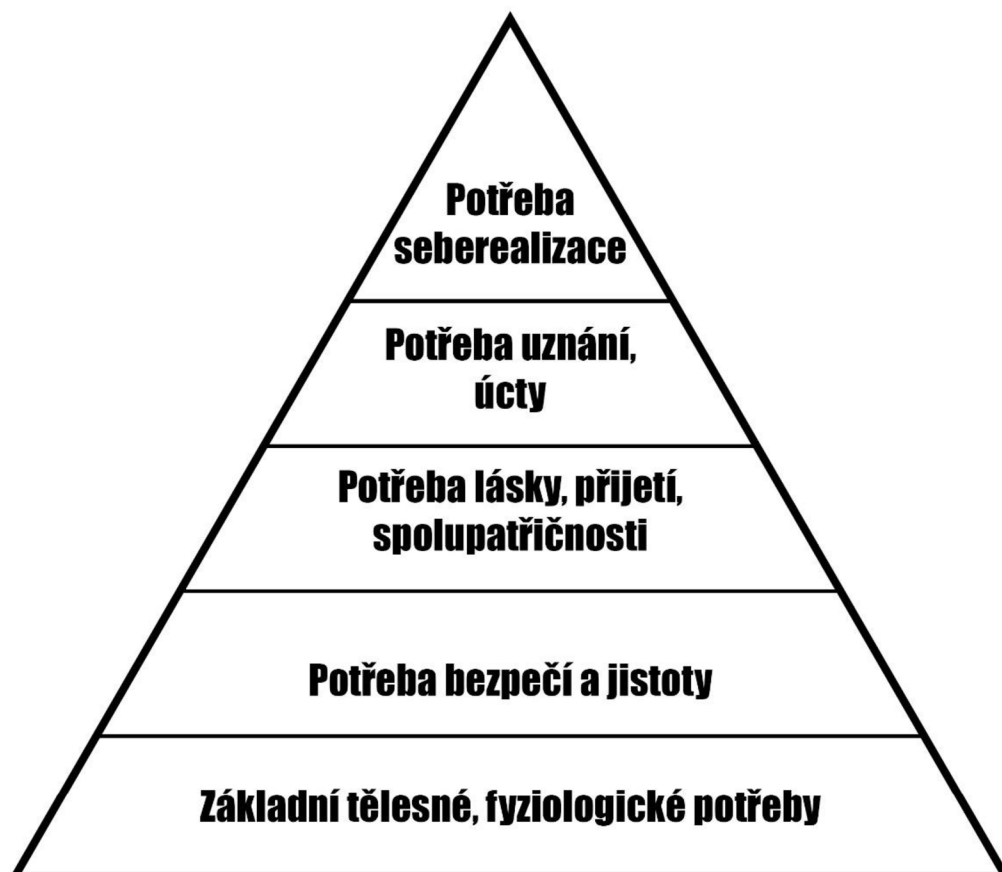 Potřeba
seberealizace
Potřeba uznání,
úcty
Potřeba lásky, přijetí,
spolupatřičnosti
Potřeba bezpečí a jistoty
Základní tělesné, fyziologické potřeby